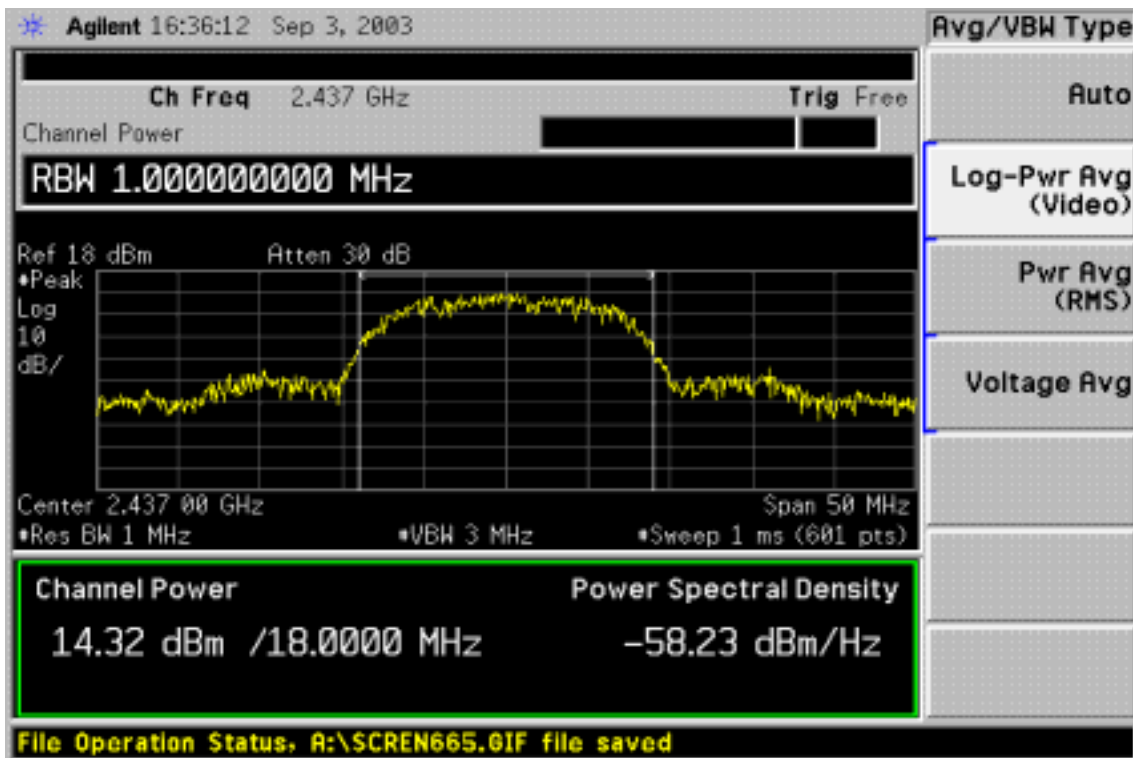 Agilent 16:36:12 Sep 3, 2003
Avg/VBW Type
Ch Freq 2.437 GHz Trig Free
Channel Power
RBW 1.000000000 MHz
Ref 18 dBm Atten 30 dB
•Peak
Log
10
dB/
Center 2.437 00 GHz Span 50 MHz
•Res BW 1 MHz •VBW 3 MHz •Sweep 1 ms (601 pts)
Channel Power Power Spectral Density
14.32 dBm /18.0000 MHz -58.23 dBm/Hz
File Operation Status, A:\SCREN665.GIF file saved
Auto
Log-Pwr Avg
(Video)
Pwr Avg
(RMS)
Voltage Avg